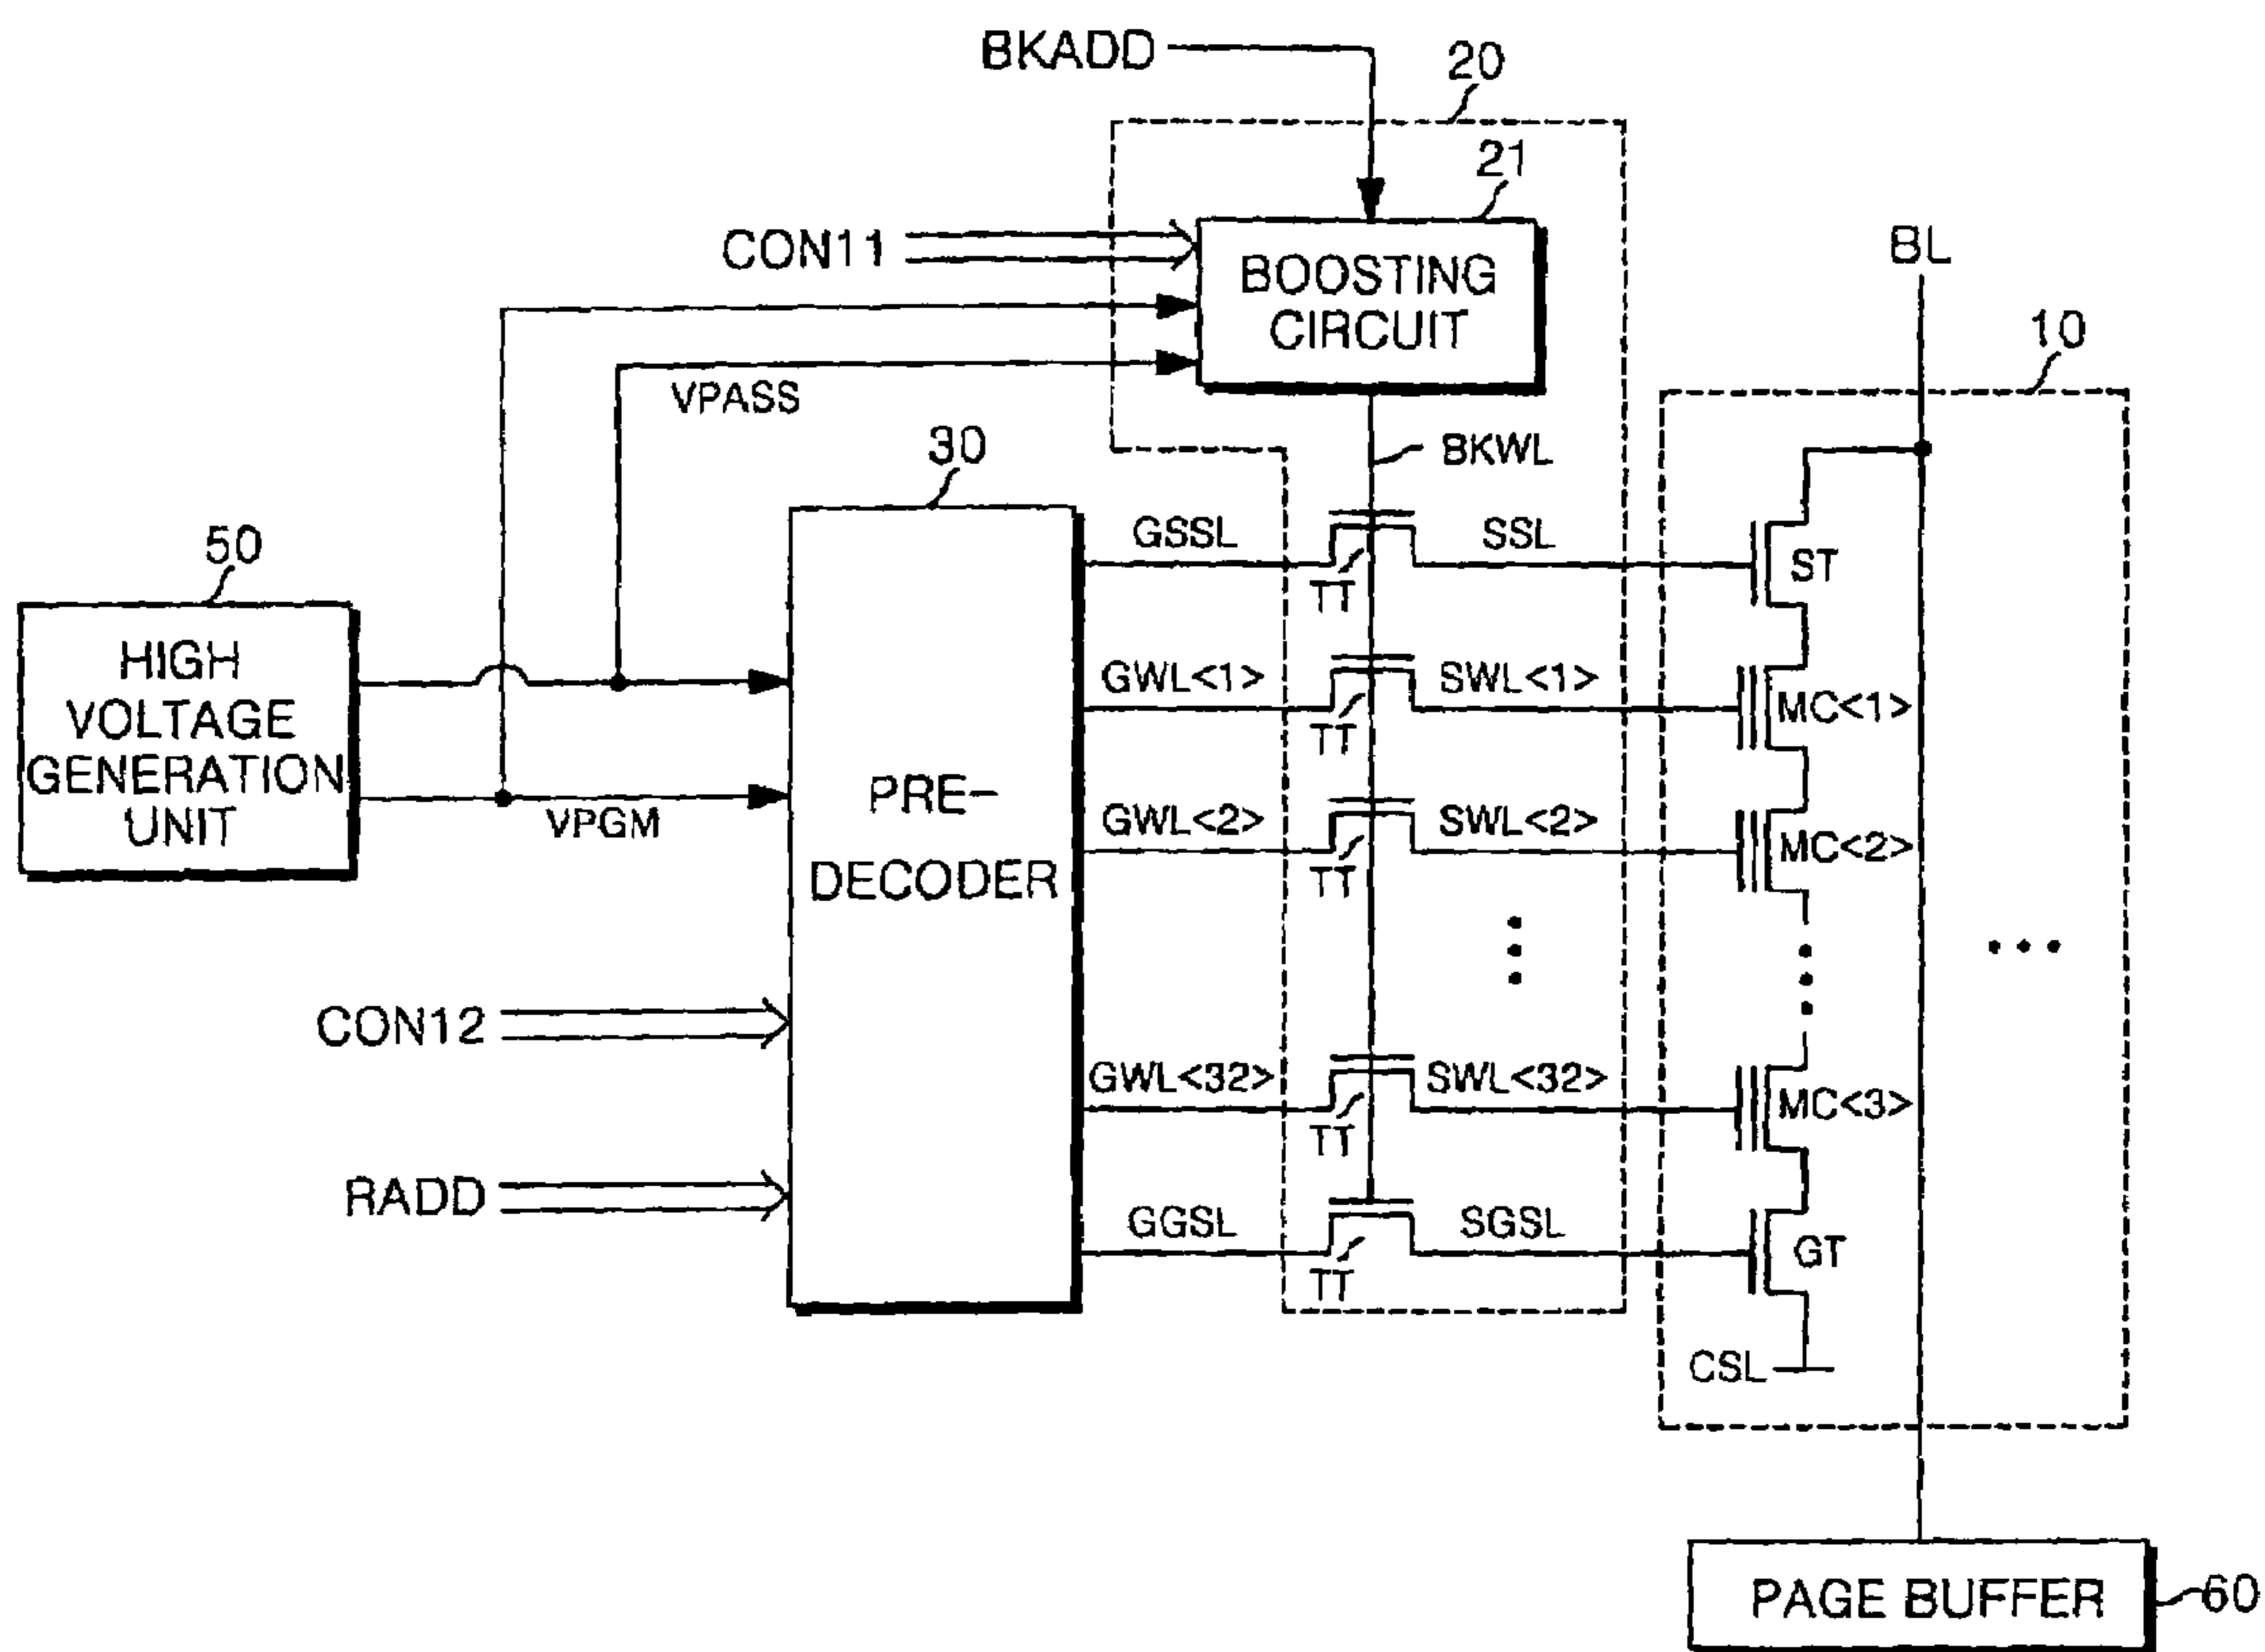 BKADD
20
21
CON11
BOOSTING
CIRCUIT
BL
10
VPASS
30
BKWL
50
GSSL
SSL
TT
ST
HIGH
VOLTAGE
GENERATION
UNIT
GWL<1>
SWL<1>
TT
MC<1>
VPGM
PRE-
DECODER
GWL<2>
SWL<2>
TT
MC<2>
CON12
GWL<32>
SWL<32>
TT
MC<3>
RADD
GGSL
SGSL
TT
GT
CSL
PAGE BUFFER
60